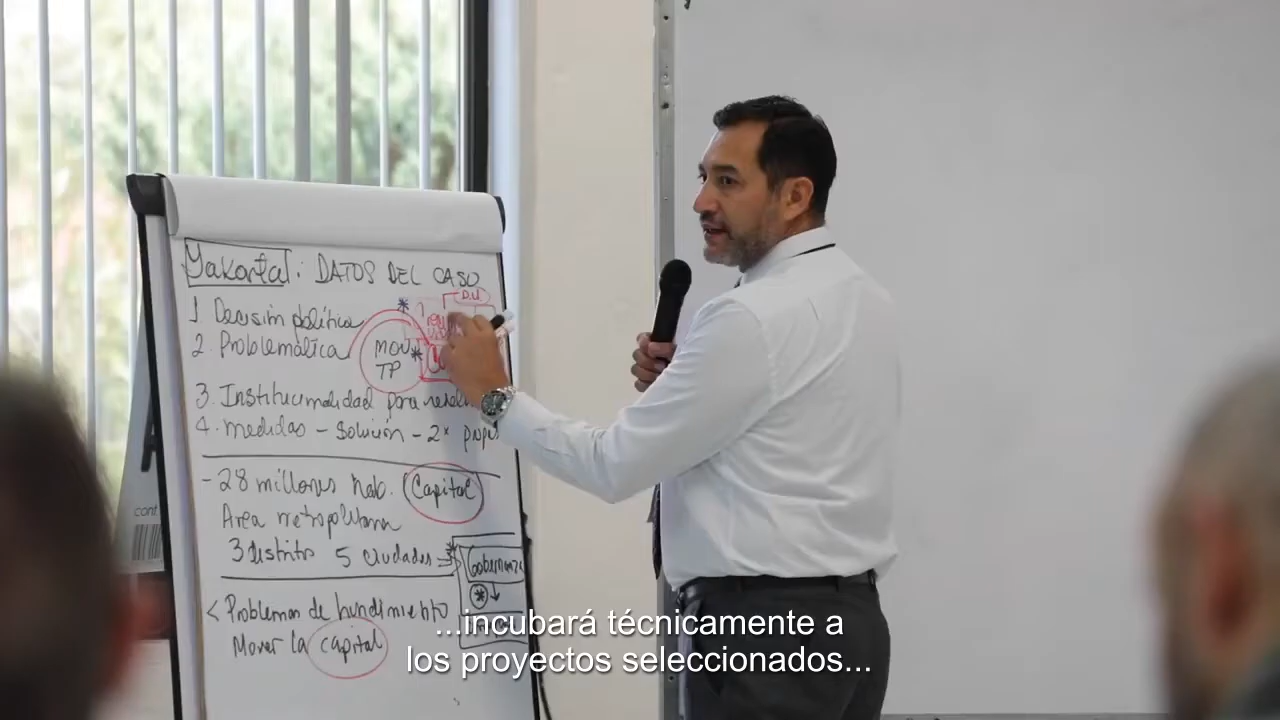 Yakarta: DATOS DEL CASO
1 Decisión política
2. Problemática
MOV
TP
D.U
3. Institucionalidad para
4. medidas - solución - 2x
- 28 millones hab. Capital
Area metropolitana
3 distritos 5 ciudades
Gobernanza
< Problemas de hundimiento
Mover la capital
cont
...incubará técnicamente a
los proyectos seleccionados...